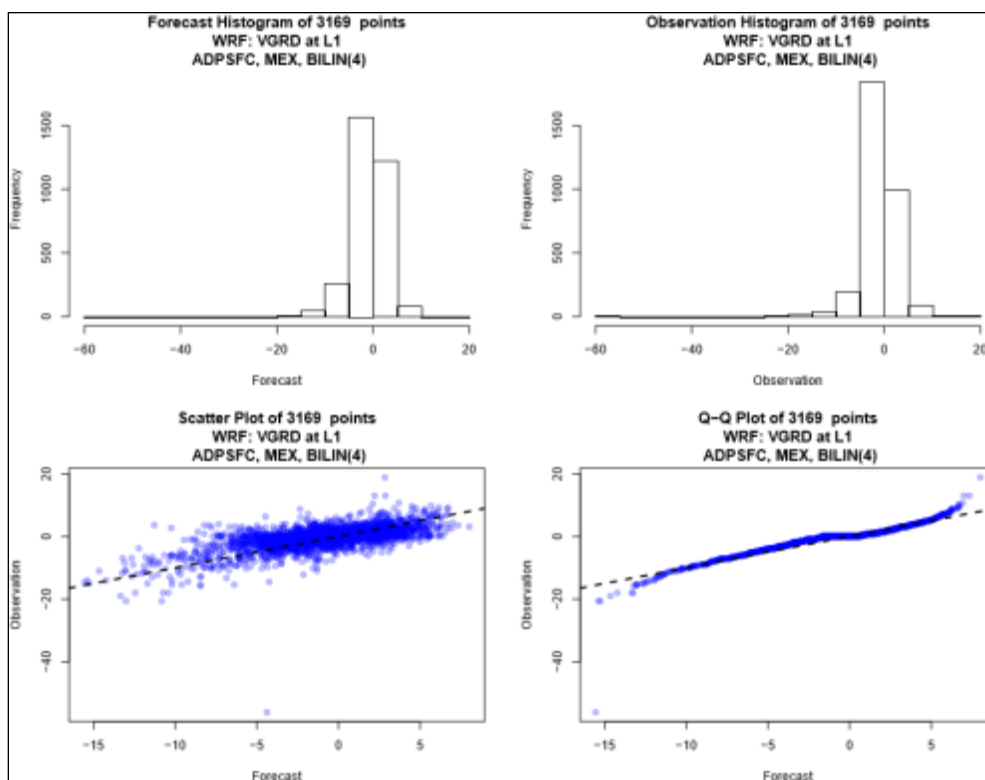 Forecast Histogram of 3169 points
WRF: VGRD at L1
ADPSFC, MEX, BILIN(4)
Frequency
0
500
1000
1500
−60
−40
−20
0
20
Forecast
Observation Histogram of 3169 points
WRF: VGRD at L1
ADPSFC, MEX, BILIN(4)
Frequency
0
500
1000
1500
−60
−40
−20
0
20
Observation
Scatter Plot of 3169 points
WRF: VGRD at L1
ADPSFC, MEX, BILIN(4)
Observation
−40
−20
0
20
−15
−10
−5
0
5
Forecast
Q−Q Plot of 3169 points
WRF: VGRD at L1
ADPSFC, MEX, BILIN(4)
Observation
−40
−20
0
20
−15
−10
−5
0
5
Forecast